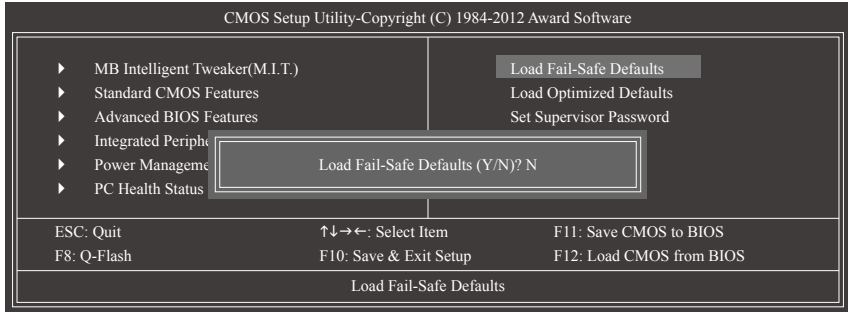 CMOS Setup Utility-Copyright (C) 1984-2012 Award Software
MB Intelligent Tweaker(M.I.T.)
Standard CMOS Features
Advanced BIOS Features
Integrated Periphe
Power Manageme
PC Health Status
Load Fail-Safe Defaults
Load Optimized Defaults
Set Supervisor Password
Load Fail-Safe Defaults (Y/N)? N
ESC: Quit ↑↓→←: Select Item F11: Save CMOS to BIOS
F8: Q-Flash F10: Save & Exit Setup F12: Load CMOS from BIOS
Load Fail-Safe Defaults